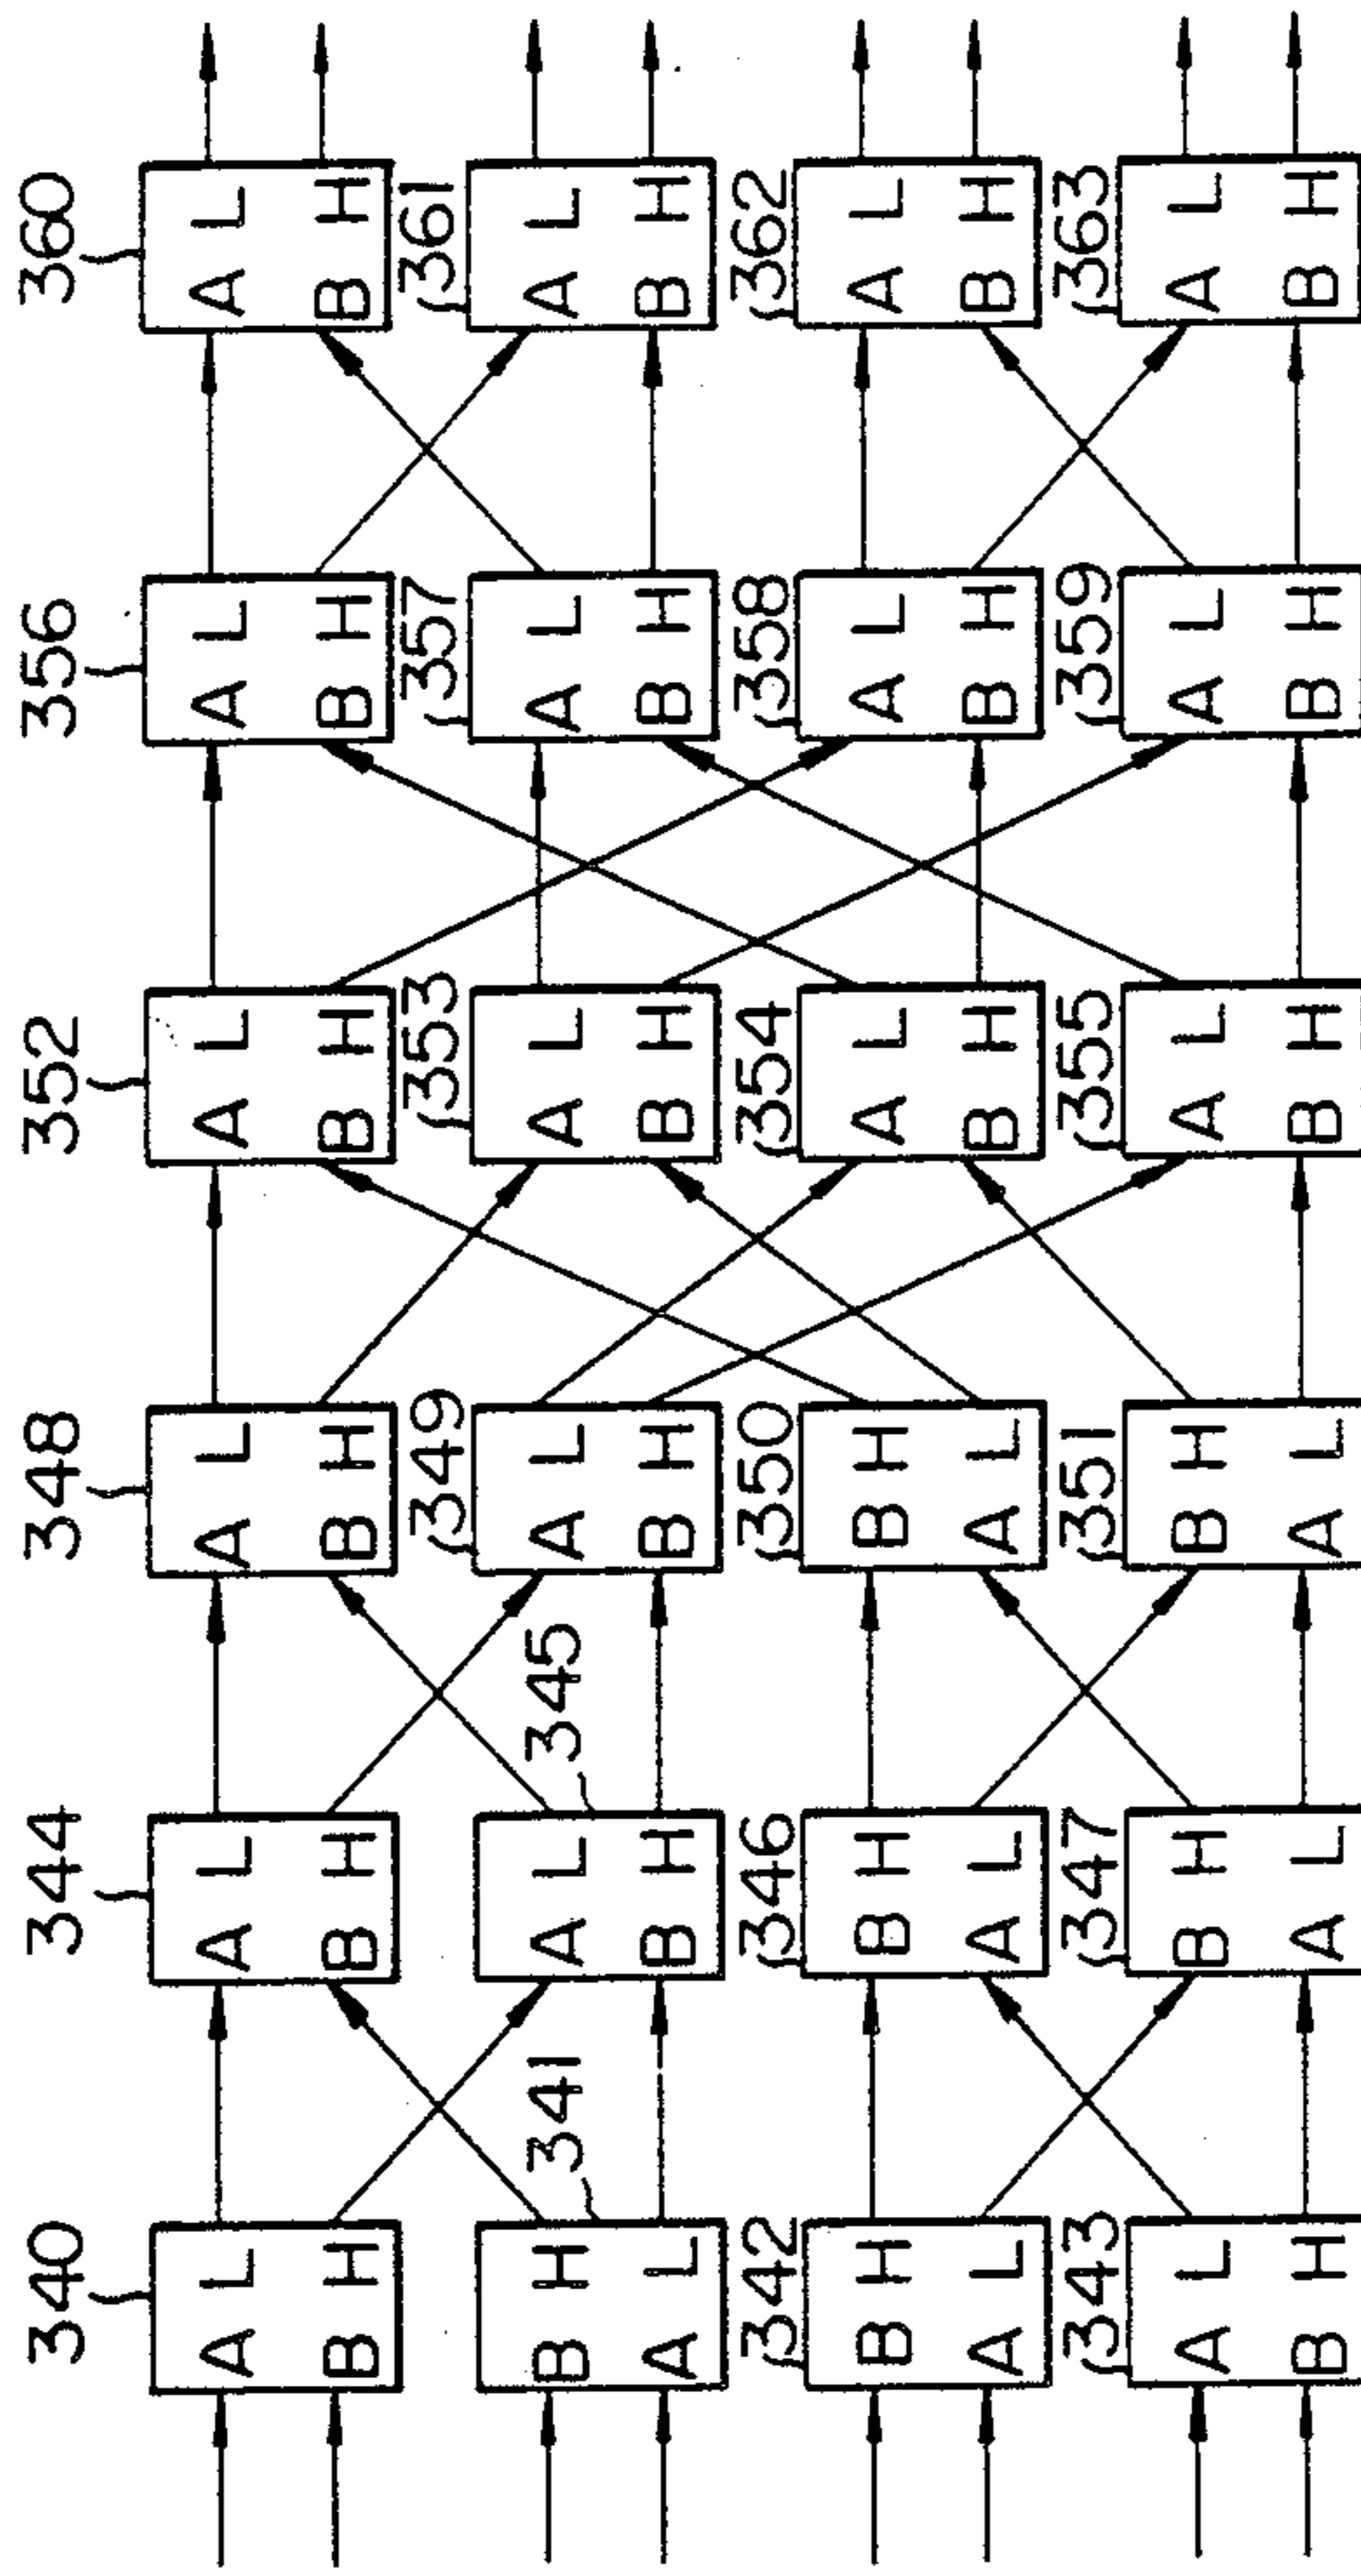 340 344 348 352 356 360
A L A L A L A L A L A L
B H B H B H B H B H B H
349 353 357 361
B H 341 A L 345 A L A L A L A L
A L B H B H B H B H B H
342 346 350 354 358 362
B H B H B H A L A L A L
A L A L A L B H B H B H
343 347 351 355 359 363
A L B H B H A L A L A L
B H A L A L B H B H B H